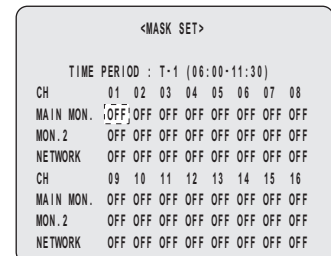 <MASK SET>
TIME PERIOD : T-1 (06:00-11:30)
CH 01 02 03 04 05 06 07 08
MAIN MON. OFF OFF OFF OFF OFF OFF OFF OFF
MON.2 OFF OFF OFF OFF OFF OFF OFF OFF
NETWORK OFF OFF OFF OFF OFF OFF OFF OFF
CH 09 10 11 12 13 14 15 16
MAIN MON. OFF OFF OFF OFF OFF OFF OFF OFF
MON.2 OFF OFF OFF OFF OFF OFF OFF OFF
NETWORK OFF OFF OFF OFF OFF OFF OFF OFF